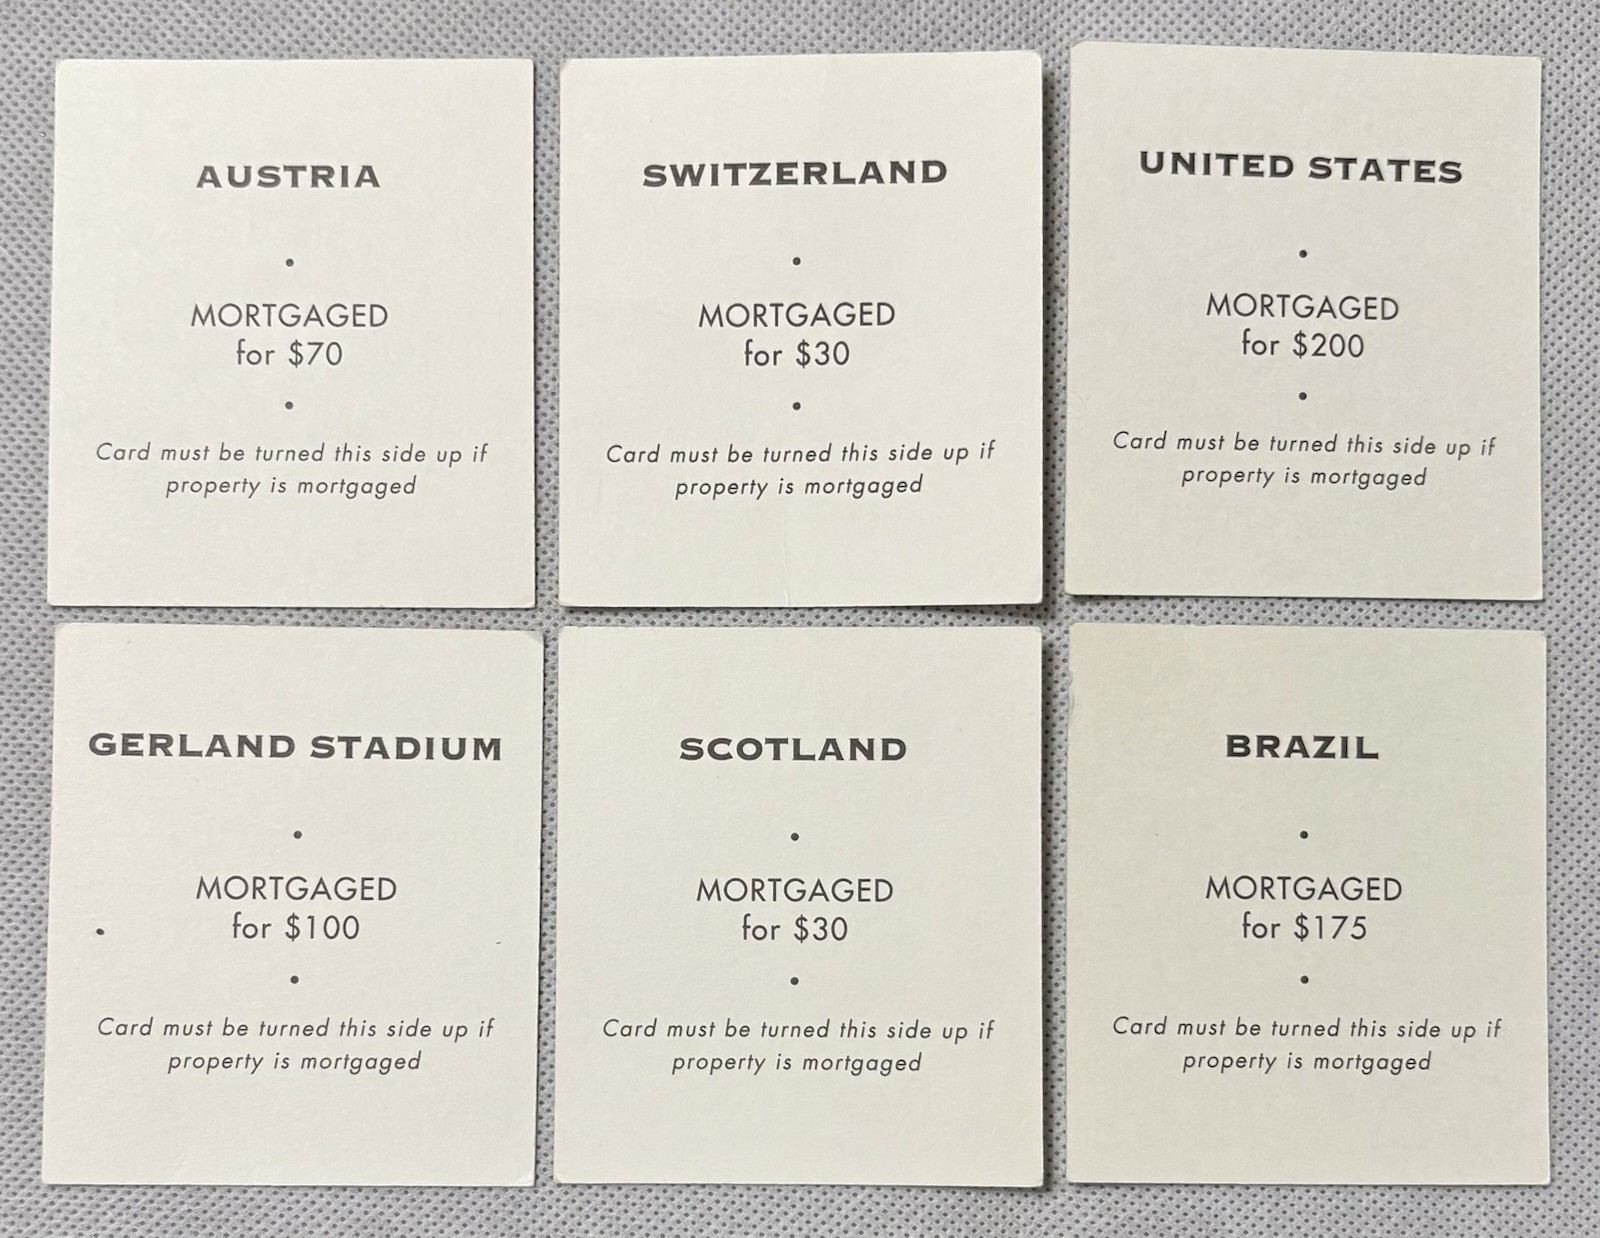 AUSTRIA
•
MORTGAGED
for $70
•
Card must be turned this side up if
property is mortgaged
SWITZERLAND
•
MORTGAGED
for $30
•
Card must be turned this side up if
property is mortgaged
UNITED STATES
•
MORTGAGED
for $200
•
Card must be turned this side up if
property is mortgaged
GERLAND STADIUM
•
MORTGAGED
for $100
•
Card must be turned this side up if
property is mortgaged
SCOTLAND
•
MORTGAGED
for $30
•
Card must be turned this side up if
property is mortgaged
BRAZIL
•
MORTGAGED
for $175
•
Card must be turned this side up if
property is mortgaged